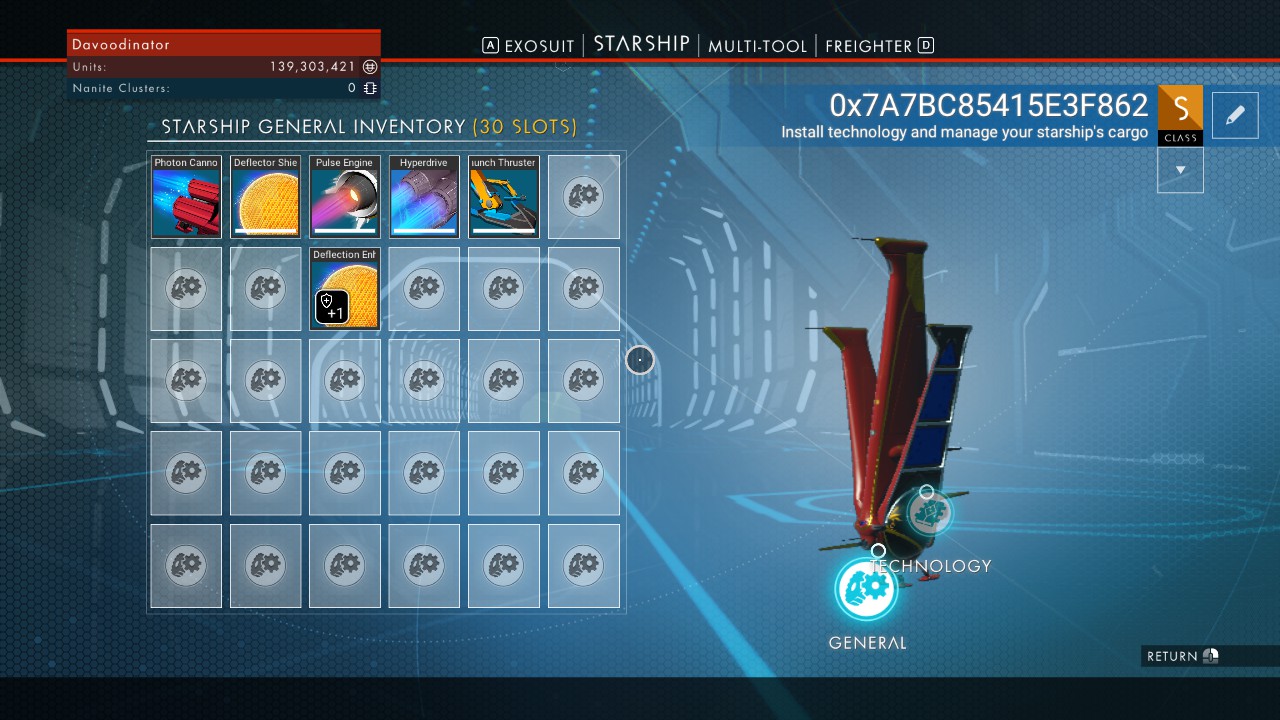 Davoodinator
Units: 139,303,421
Nanite Clusters: 0
A EXOSUIT STARSHIP MULTI-TOOL FREIGHTER D
0x7A7BC85415E3F862
Install technology and manage your starship's cargo
S
CLASS
STARSHIP GENERAL INVENTORY (30 SLOTS)
Photon Canno Deflector Shie Pulse Engine Hyperdrive unch Thruster
Deflection Enh
+1
TECHNOLOGY
GENERAL
RETURN